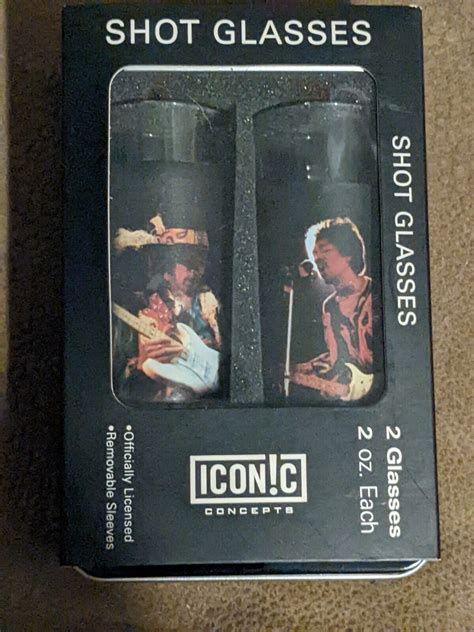 SHOT GLASSES
SHOT GLASSES
2 Glasses
2 oz. Each
•Officially Licensed
•Removable Sleeves
ICON!C
CONCEPTS